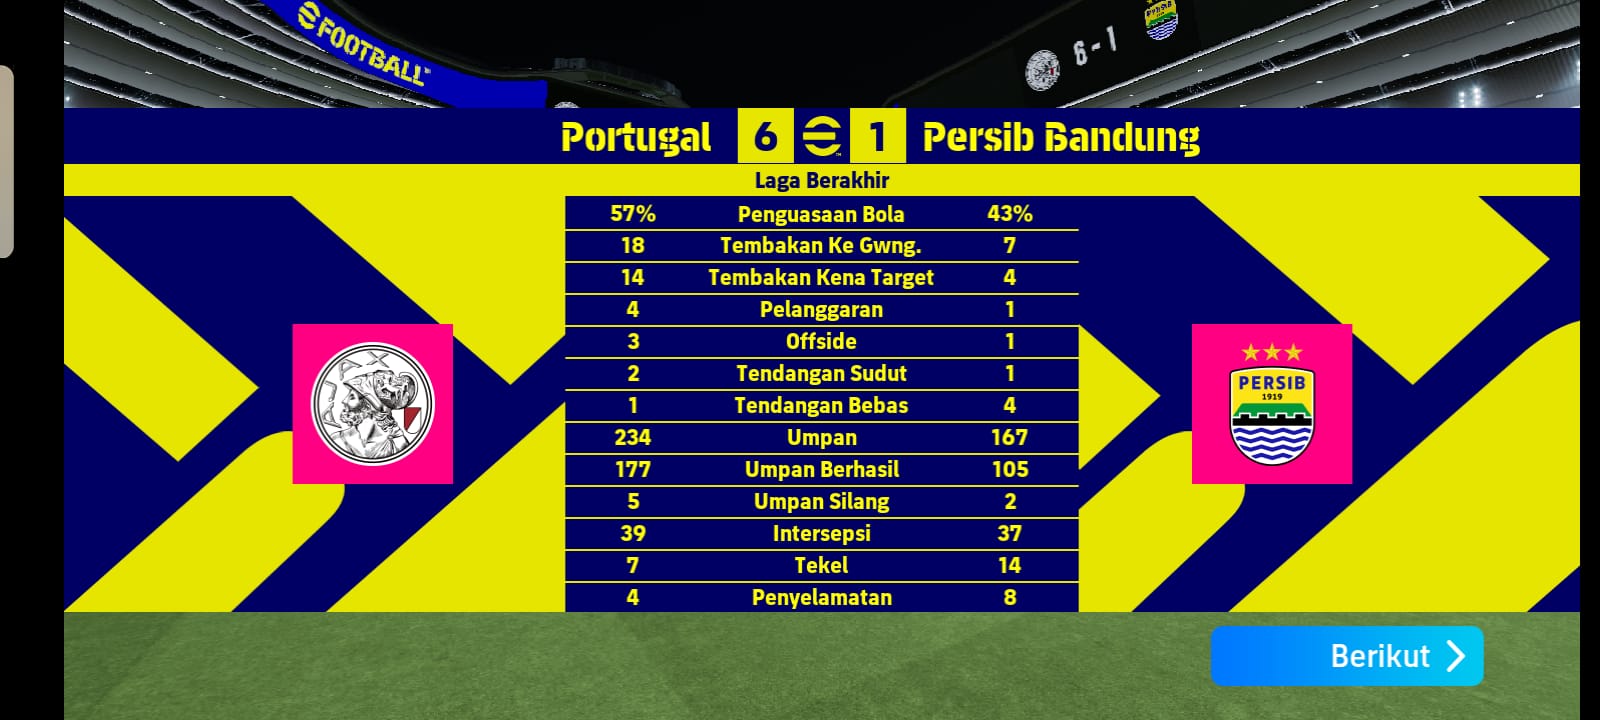 eFOOTBALL™
6 - 1
PERSIB
Portugal 6 1 Persib Bandung
Laga Berakhir
57% Penguasaan Bola 43%
18 Tembakan Ke Gwng. 7
14 Tembakan Kena Target 4
4 Pelanggaran 1
3 Offside 1
2 Tendangan Sudut 1
1 Tendangan Bebas 4
234 Umpan 167
177 Umpan Berhasil 105
5 Umpan Silang 2
39 Intersepsi 37
7 Tekel 14
4 Penyelamatan 8
AJAX
PERSIB
1919
Berikut